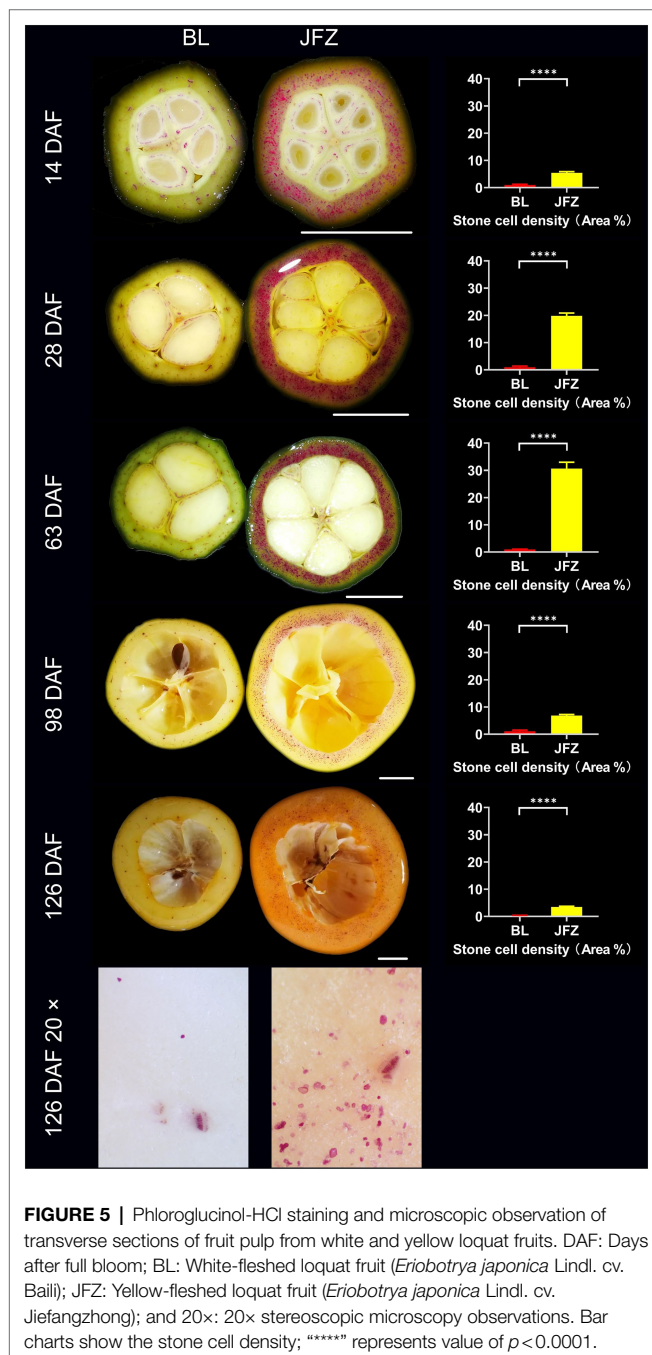 BL JFZ
14 DAF
40
30
20
10
0
****
BL JFZ
Stone cell density (Area %)
28 DAF
40
30
20
10
0
****
BL JFZ
Stone cell density (Area %)
63 DAF
40
30
20
10
0
****
BL JFZ
Stone cell density (Area %)
98 DAF
40
30
20
10
0
****
BL JFZ
Stone cell density (Area %)
126 DAF
40
30
20
10
0
****
BL JFZ
Stone cell density (Area %)
126 DAF 20 ×
FIGURE 5 | Phloroglucinol-HCl staining and microscopic observation of
transverse sections of fruit pulp from white and yellow loquat fruits. DAF: Days
after full bloom; BL: White-fleshed loquat fruit (Eriobotrya japonica Lindl. cv.
Baili); JFZ: Yellow-fleshed loquat fruit (Eriobotrya japonica Lindl. cv.
Jiefangzhong); and 20×: 20× stereoscopic microscopy observations. Bar
charts show the stone cell density; “****” represents value of p<0.0001.